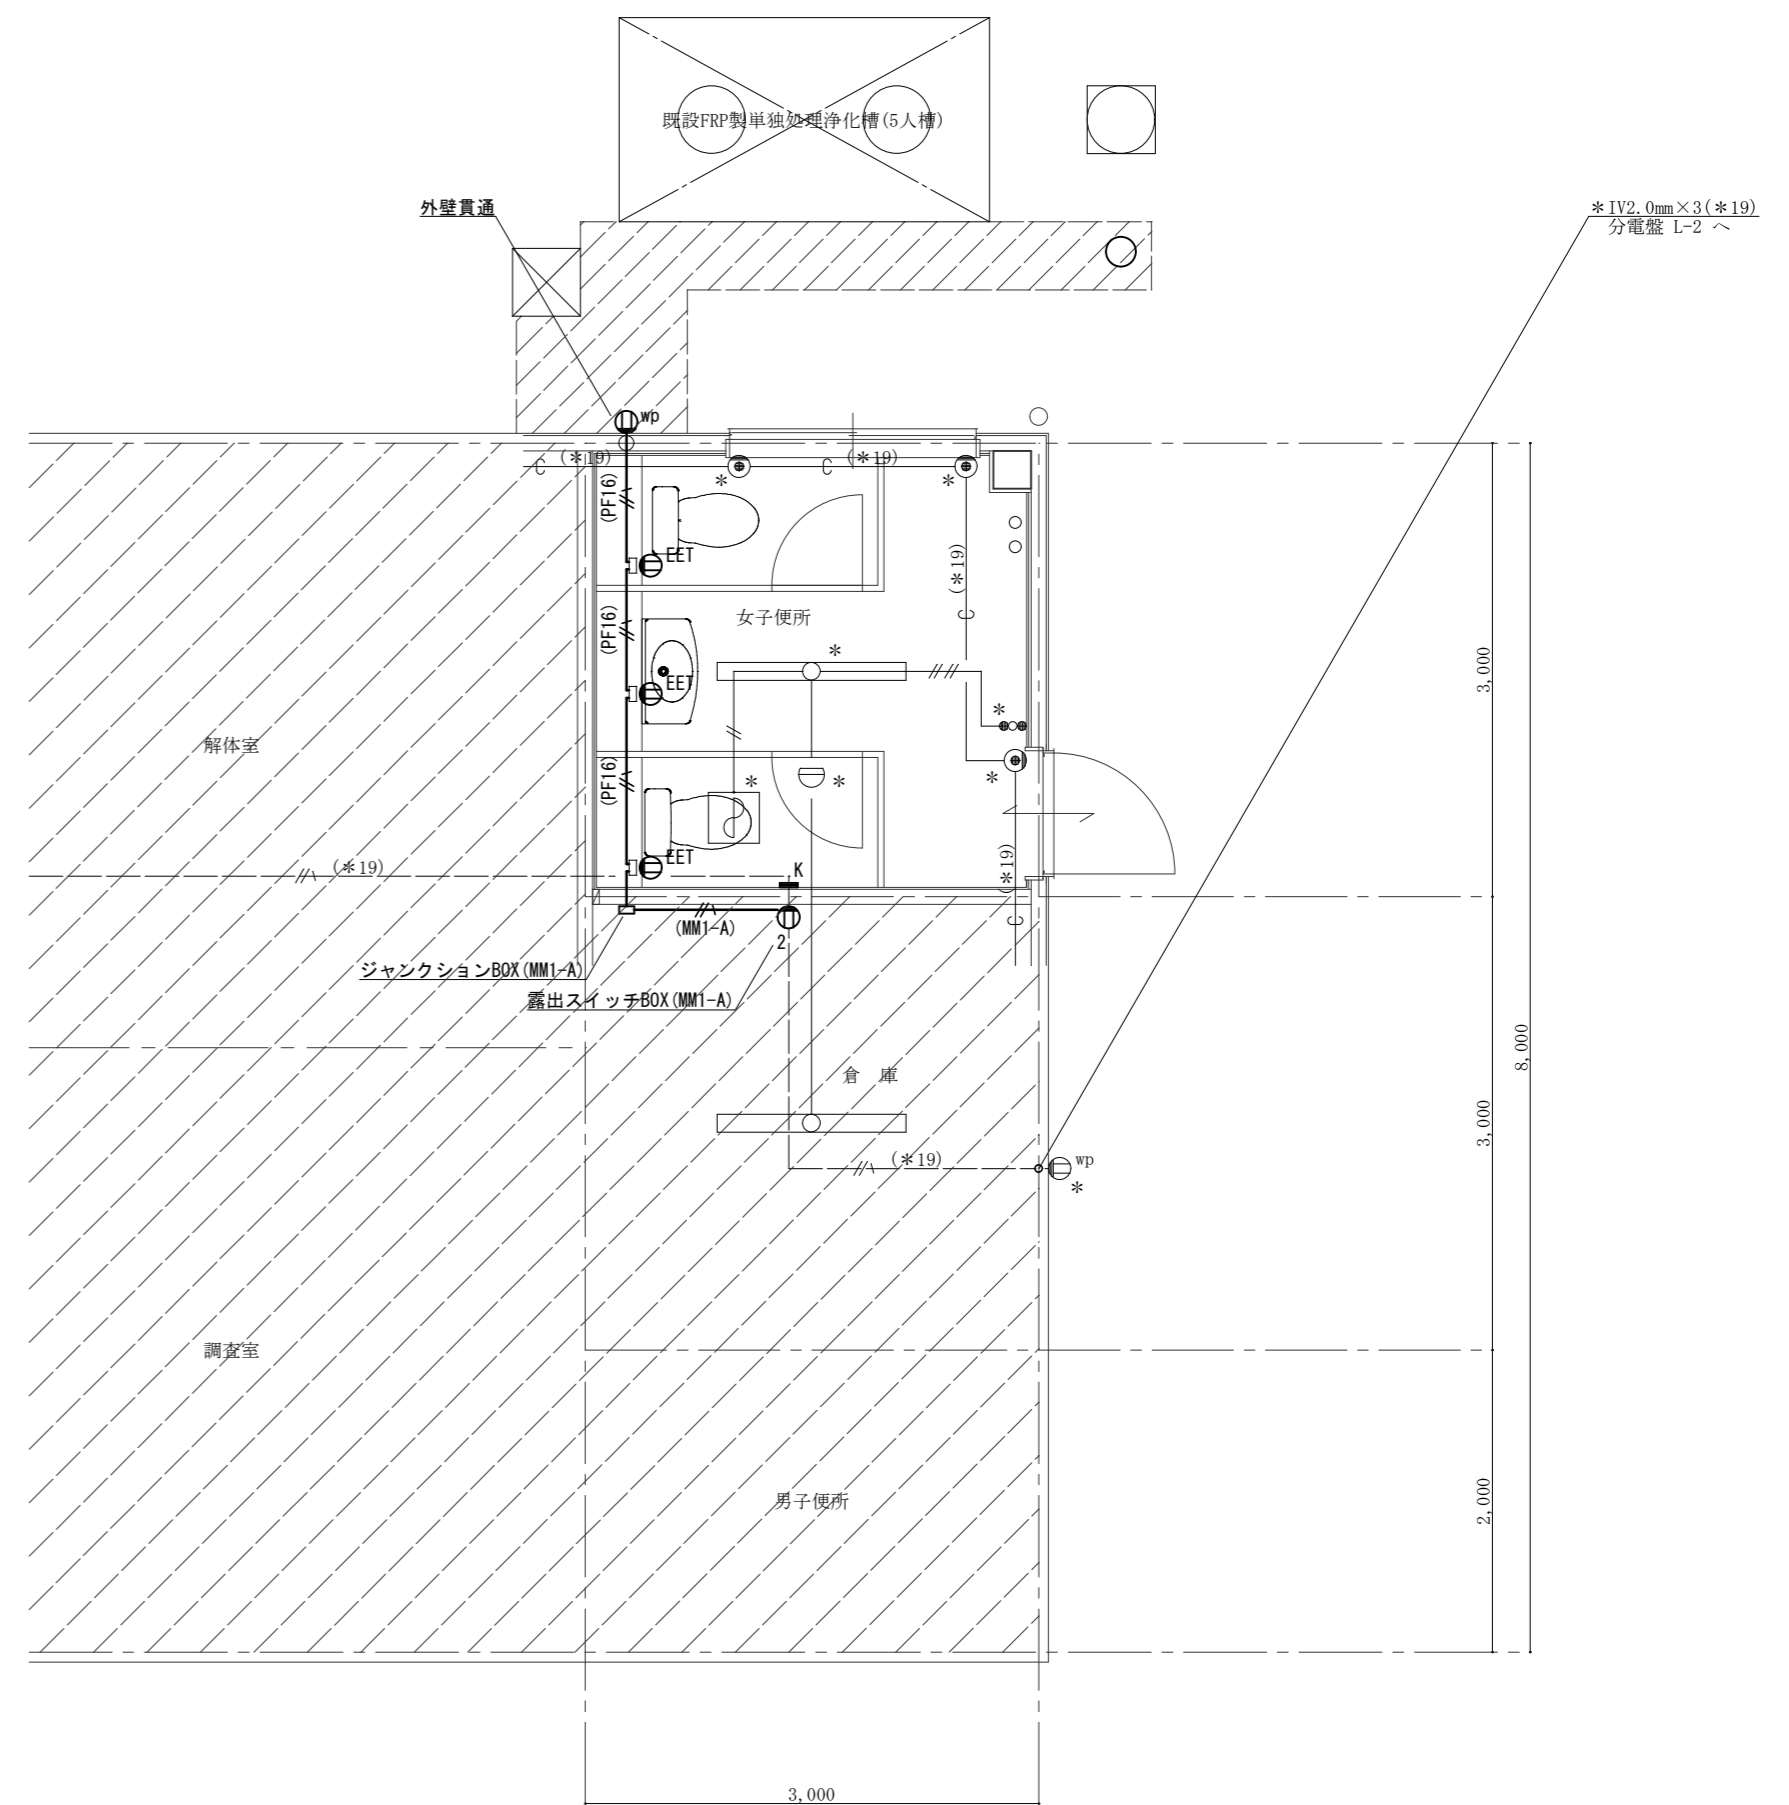 既設FRP製単独処理浄化槽(5人槽)
外壁貫通
*IV2.0mm×3(*19)
分電盤 L-2 へ
wp
C (*19)
C (*19)
*
*
(PF16)
EET
(*19)
C
女子便所
(PF16)
*
EET
3,000
*
解体室
(PF16)
*
*
*
EET
(*19)
K
(*19)
C
(MM1-A)
2
ジャンクションBOX(MM1-A)
露出スイッチBOX(MM1-A)
8,000
倉 庫
3,000
(*19)
wp
*
調査室
男子便所
2,000
3,000